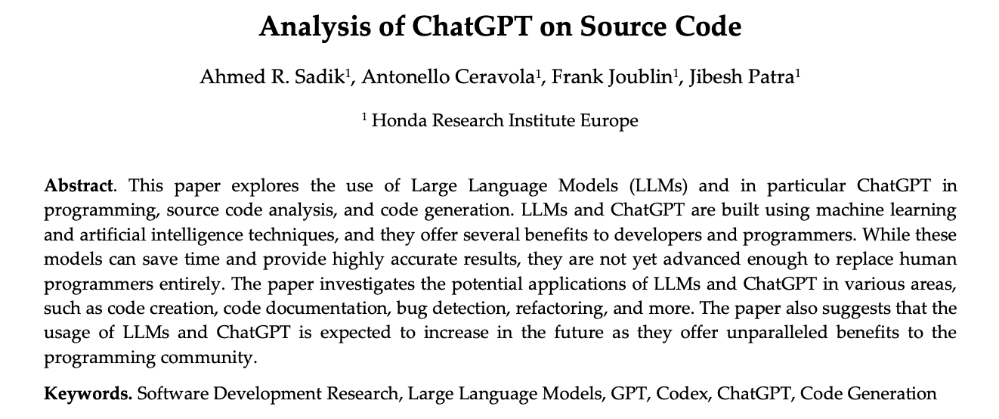 Analysis of ChatGPT on Source Code
Ahmed R. Sadik¹, Antonello Ceravola¹, Frank Joublin¹, Jibesh Patra¹
¹ Honda Research Institute Europe
Abstract. This paper explores the use of Large Language Models (LLMs) and in particular ChatGPT in
programming, source code analysis, and code generation. LLMs and ChatGPT are built using machine learning
and artificial intelligence techniques, and they offer several benefits to developers and programmers. While these
models can save time and provide highly accurate results, they are not yet advanced enough to replace human
programmers entirely. The paper investigates the potential applications of LLMs and ChatGPT in various areas,
such as code creation, code documentation, bug detection, refactoring, and more. The paper also suggests that the
usage of LLMs and ChatGPT is expected to increase in the future as they offer unparalleled benefits to the
programming community.
Keywords. Software Development Research, Large Language Models, GPT, Codex, ChatGPT, Code Generation